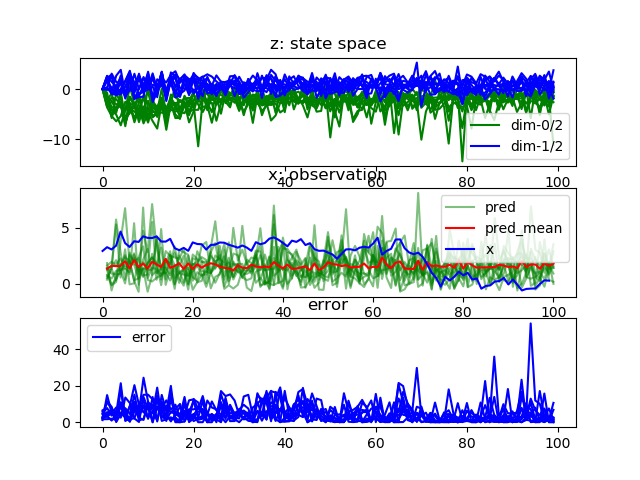 z: state space
0
−10
dim-0/2
dim-1/2
0 20 40 60 80 100
x: observation
5
0
pred
pred_mean
x
0 20 40 60 80 100
error
40
20
0
error
0 20 40 60 80 100